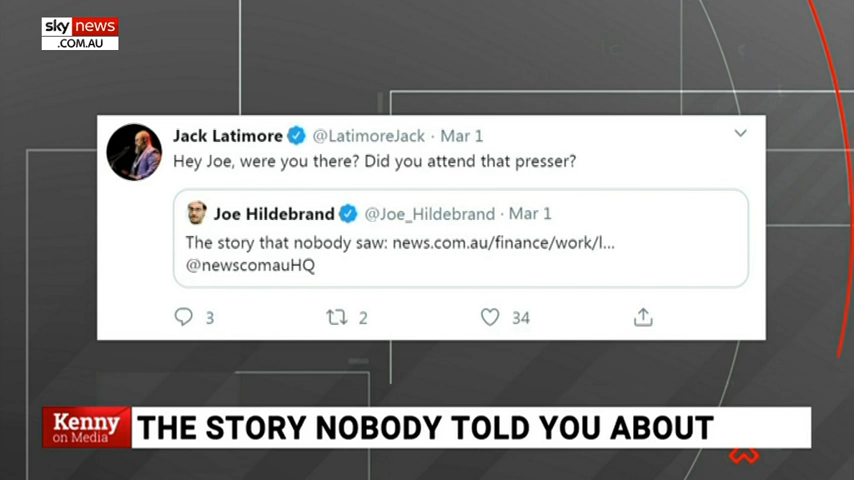 sky news
.COM.AU
Jack Latimore @LatimoreJack · Mar 1
Hey Joe, were you there? Did you attend that presser?
Joe Hildebrand @Joe_Hildebrand · Mar 1
The story that nobody saw: news.com.au/finance/work/l...
@newscomauHQ
3 2 34
Kenny
on Media
THE STORY NOBODY TOLD YOU ABOUT